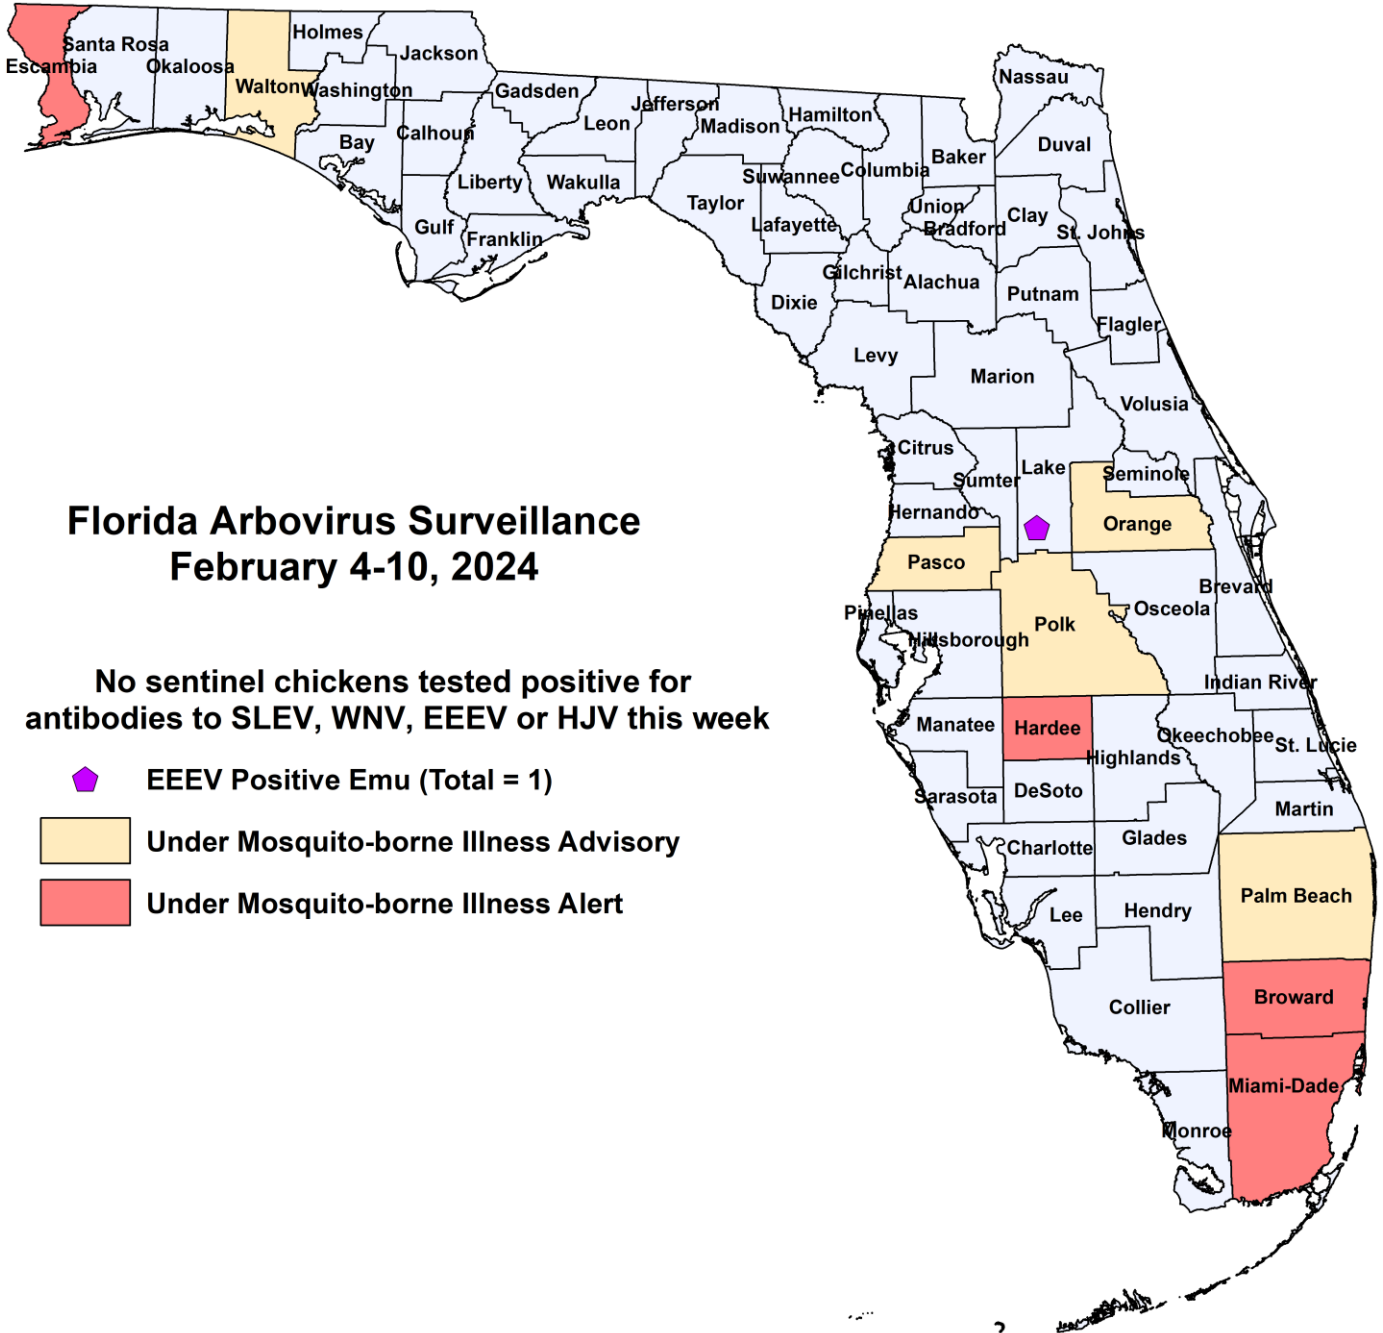 Holmes
Jackson
Santa Rosa
Escambia
Okaloosa
Walton
Washington
Gadsden
Nassau
Jefferson
Leon
Madison
Hamilton
Calhoun
Bay
Duval
Baker
Columbia
Suwannee
Liberty
Wakulla
Taylor
Union
Clay
Lafayette
Gulf
Franklin
Bradford
St. Johns
Gilchrist
Alachua
Dixie
Putnam
Flagler
Levy
Marion
Volusia
Citrus
Lake
Seminole
Sumter
Hernando
Orange
Florida Arbovirus Surveillance
February 4-10, 2024
Pasco
Brevard
Osceola
Pinellas
Polk
Hillsborough
No sentinel chickens tested positive for
antibodies to SLEV, WNV, EEEV or HJV this week
Indian River
Manatee
Hardee
Okeechobee
St. Lucie
Highlands
EEEV Positive Emu (Total = 1)
DeSoto
Sarasota
Martin
Under Mosquito-borne Illness Advisory
Glades
Charlotte
Palm Beach
Under Mosquito-borne Illness Alert
Hendry
Lee
Broward
Collier
Miami-Dade
Monroe